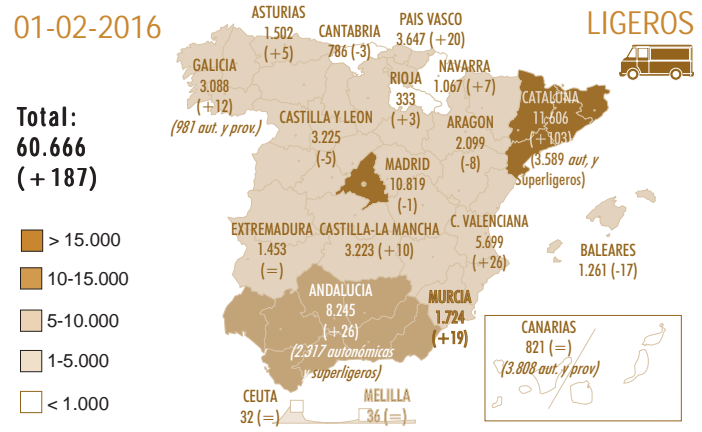 01-02-2016
LIGEROS
ASTURIAS
1.502
(+5)
CANTABRIA
786 (-3)
PAIS VASCO
3.647 (+20)
GALICIA
3.088
(+12)
(981 aut. y prov.)
RIOJA
333
(+3)
NAVARRA
1.067 (+7)
CATALUÑA
11.606
(+103)
(3.589 aut, y
Superligeros)
Total:
60.666
(+187)
CASTILLA Y LEON
3.225
(-5)
ARAGON
2.099
(-8)
MADRID
10.819
(-1)
EXTREMADURA
1.453
(=)
CASTILLA-LA MANCHA
3.223 (+10)
C. VALENCIANA
5.699
(+26)
BALEARES
1.261 (-17)
> 15.000
10-15.000
5-10.000
1-5.000
< 1.000
ANDALUCIA
8.245
(+26)
(2.317 autonómicas
y superligeros)
MURCIA
1.724
(+19)
CANARIAS
821 (=)
(3.808 aut. y prov)
CEUTA
32 (=)
MELILLA
36 (=)